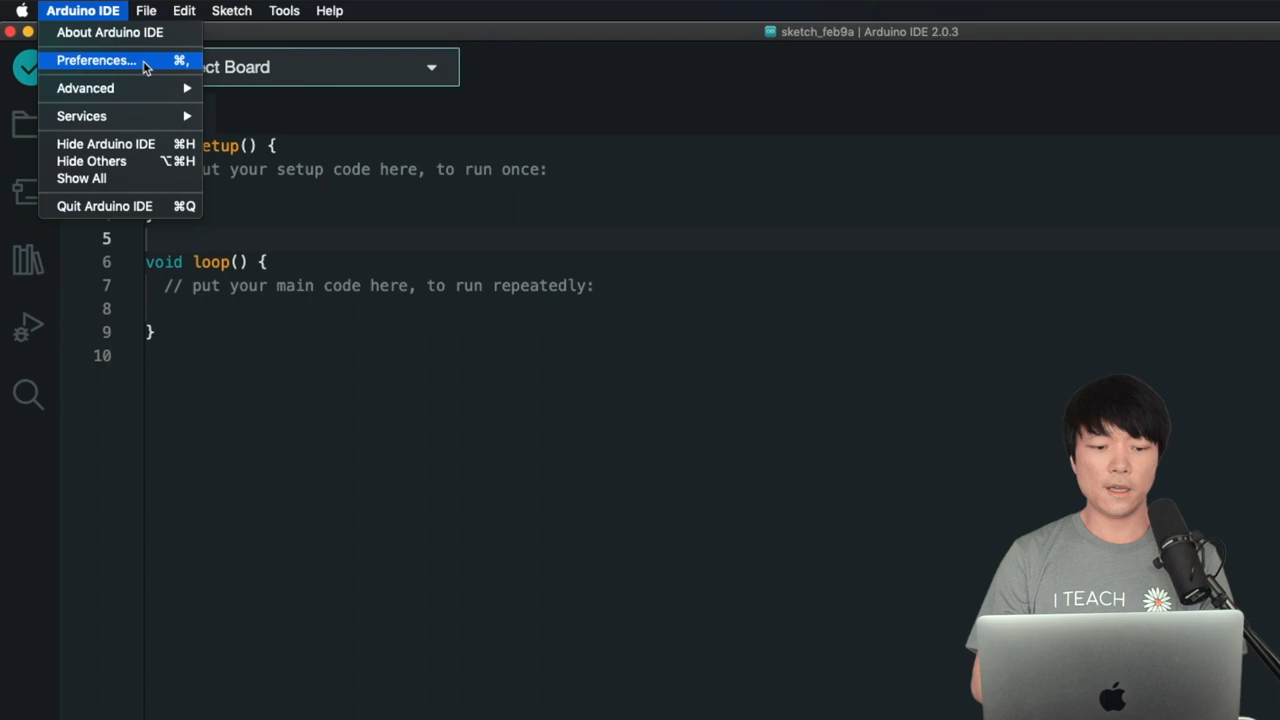 Arduino IDE File Edit Sketch Tools Help
sketch_feb9a | Arduino IDE 2.0.3
About Arduino IDE
Preferences... ⌘,
Advanced
Services
Hide Arduino IDE ⌘H
Hide Others ⌥⌘H
Show All
Quit Arduino IDE ⌘Q
ct Board
etup() {
ut your setup code here, to run once:
5
6 void loop() {
7 // put your main code here, to run repeatedly:
8
9 }
10
I TEACH